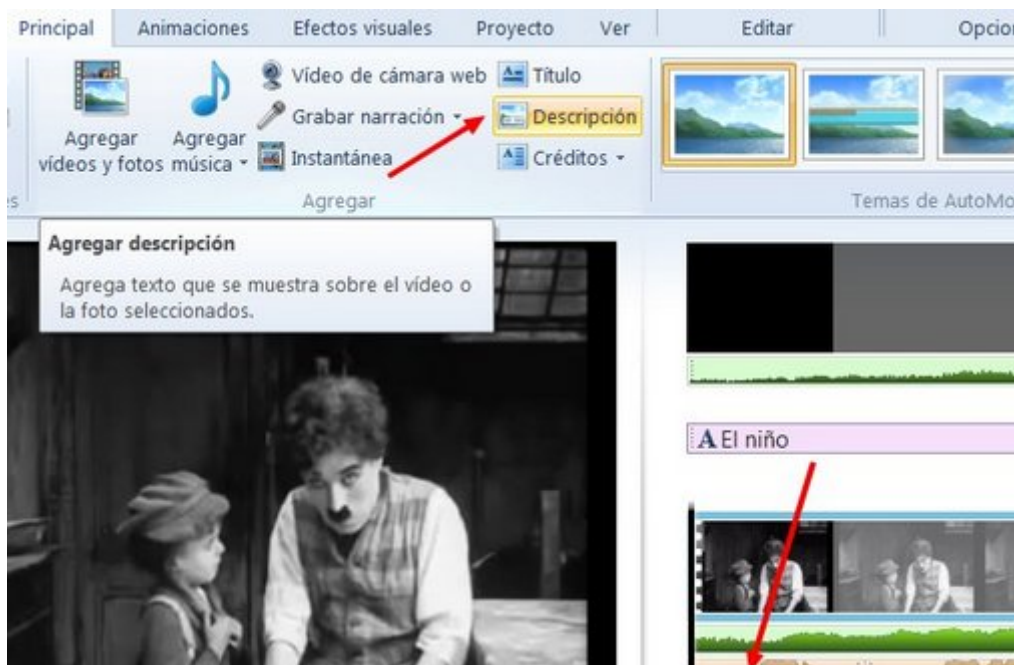 Principal Animaciones Efectos visuales Proyecto Ver Editar
Vídeo de cámara web Título
Agregar vídeos y fotos
Agregar música
Grabar narración Descripción
Instantánea Créditos
Agregar Temas de
Agregar descripción
Agrega texto que se muestra sobre el vídeo o
la foto seleccionados.
A El niño